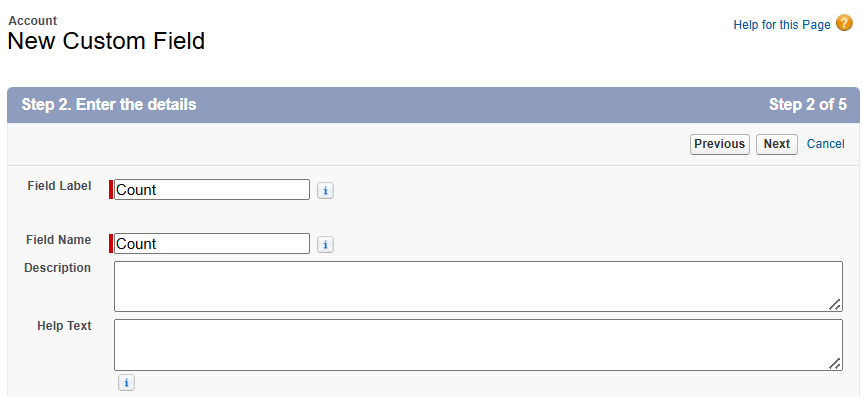 Account
New Custom Field
Help for this Page ?
Step 2. Enter the details Step 2 of 5
Previous Next Cancel
Field Label Count i
Field Name Count i
Description
Help Text
i